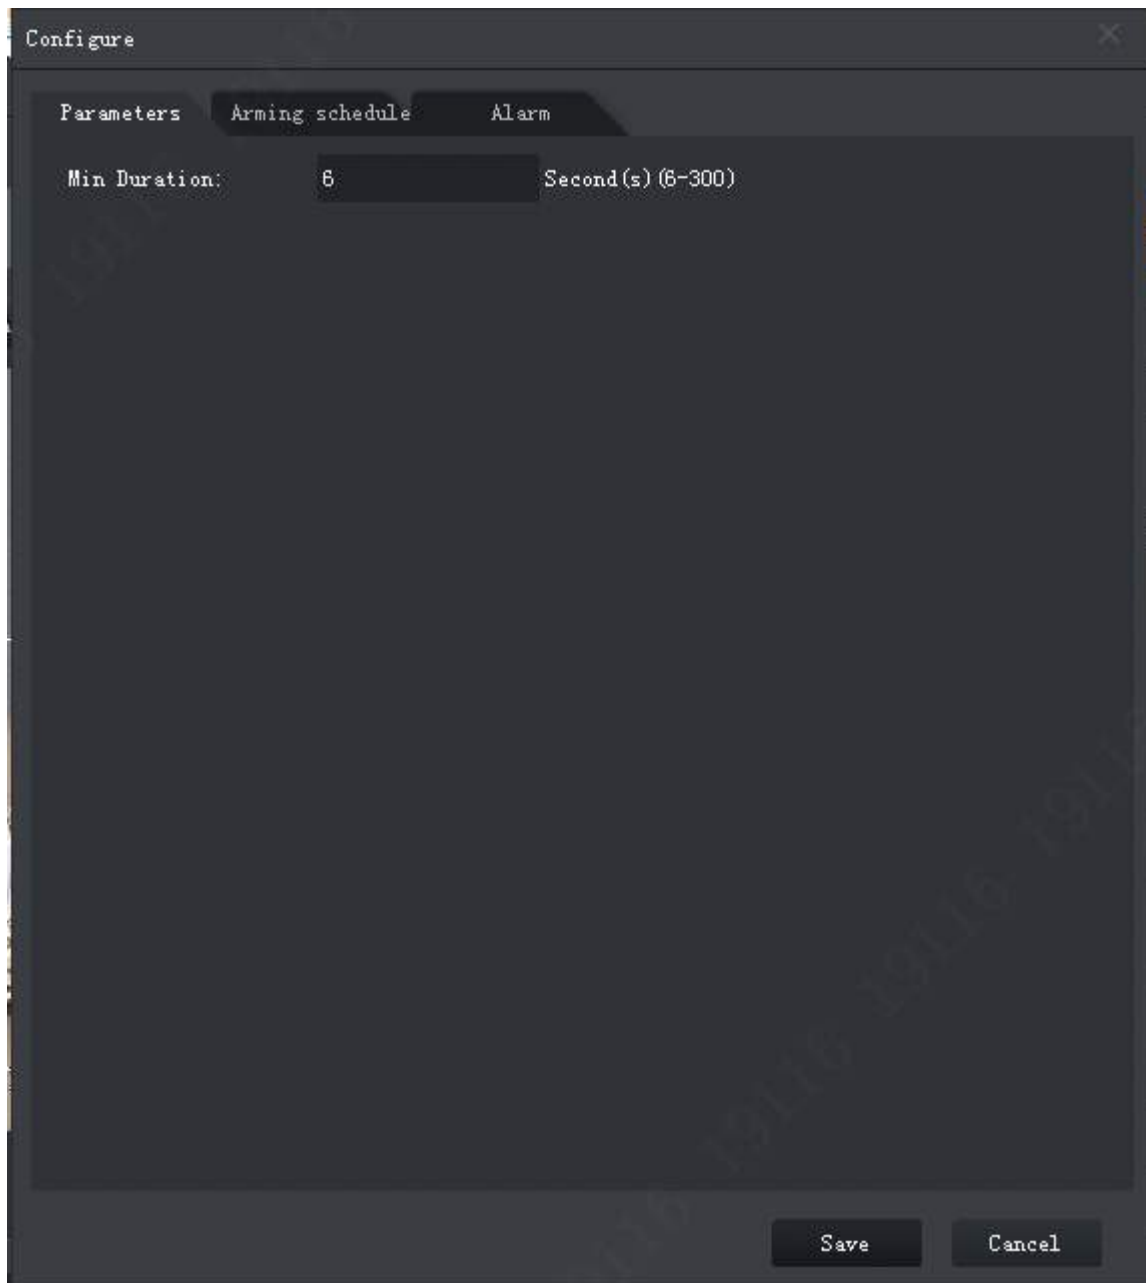 Configure
Parameters Arming schedule Alarm
Min Duration: 6 Second(s)(6-300)
Save Cancel